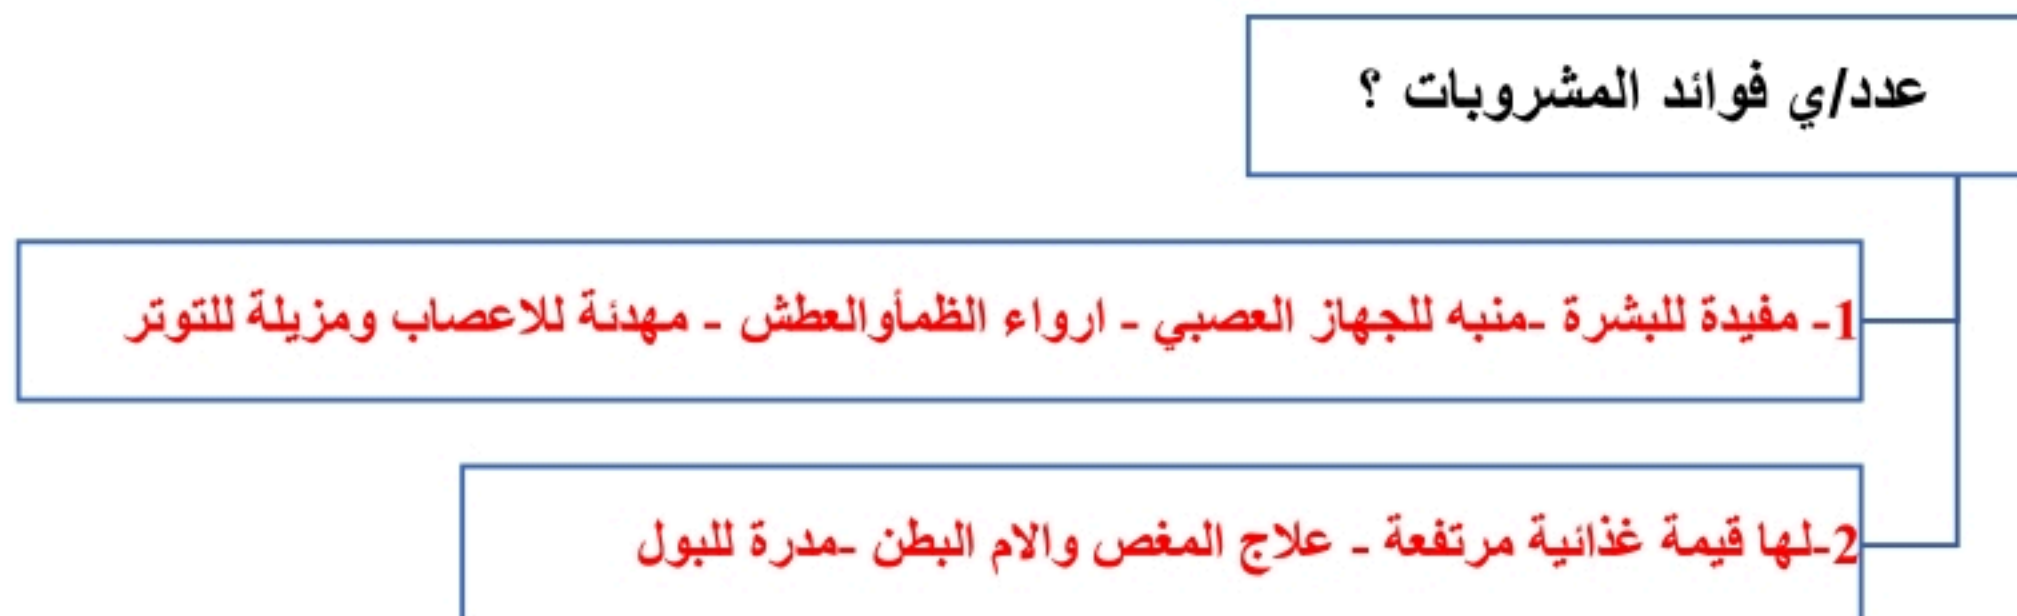 عدد/ي فوائد المشروبات ؟
1- مفيدة للبشرة -منبه للجهاز العصبي - ارواء الظمأوالعطش - مهدئة للاعصاب ومزيلة للتوتر
2-لها قيمة غذائية مرتفعة - علاج المغص والام البطن -مدرة للبول